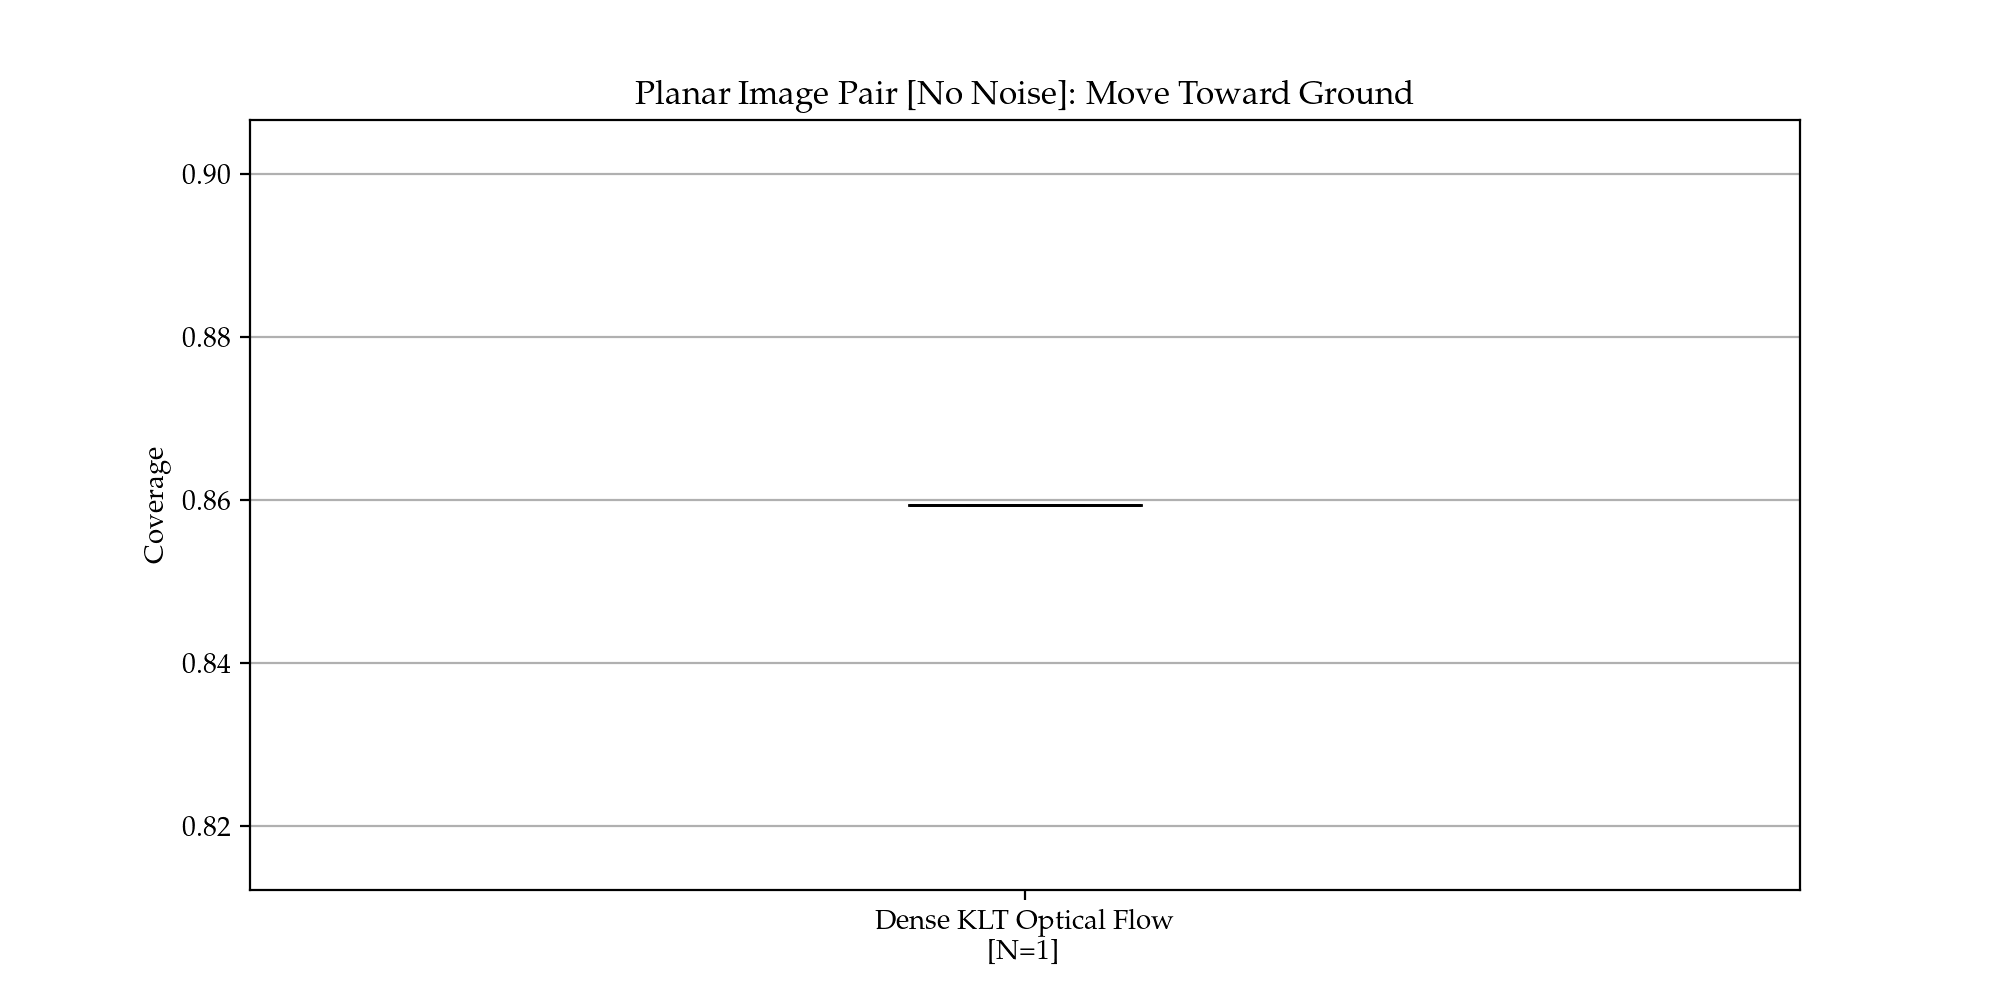 Planar Image Pair [No Noise]: Move Toward Ground
0.90
0.88
0.86
0.84
0.82
Coverage
Dense KLT Optical Flow
[N=1]